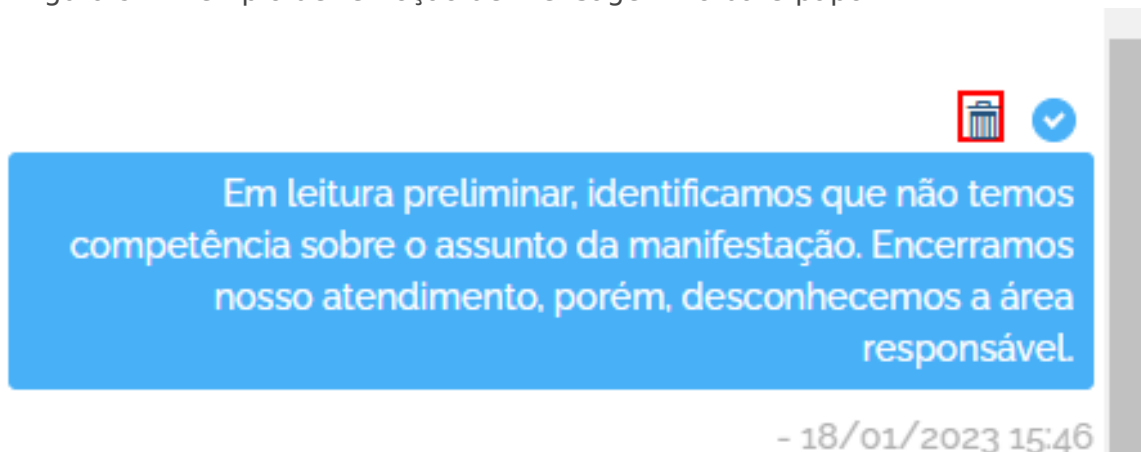 Em leitura preliminar, identificamos que não temos
competência sobre o assunto da manifestação. Encerramos
nosso atendimento, porém, desconhecemos a área
responsável.
- 18/01/2023 15:46